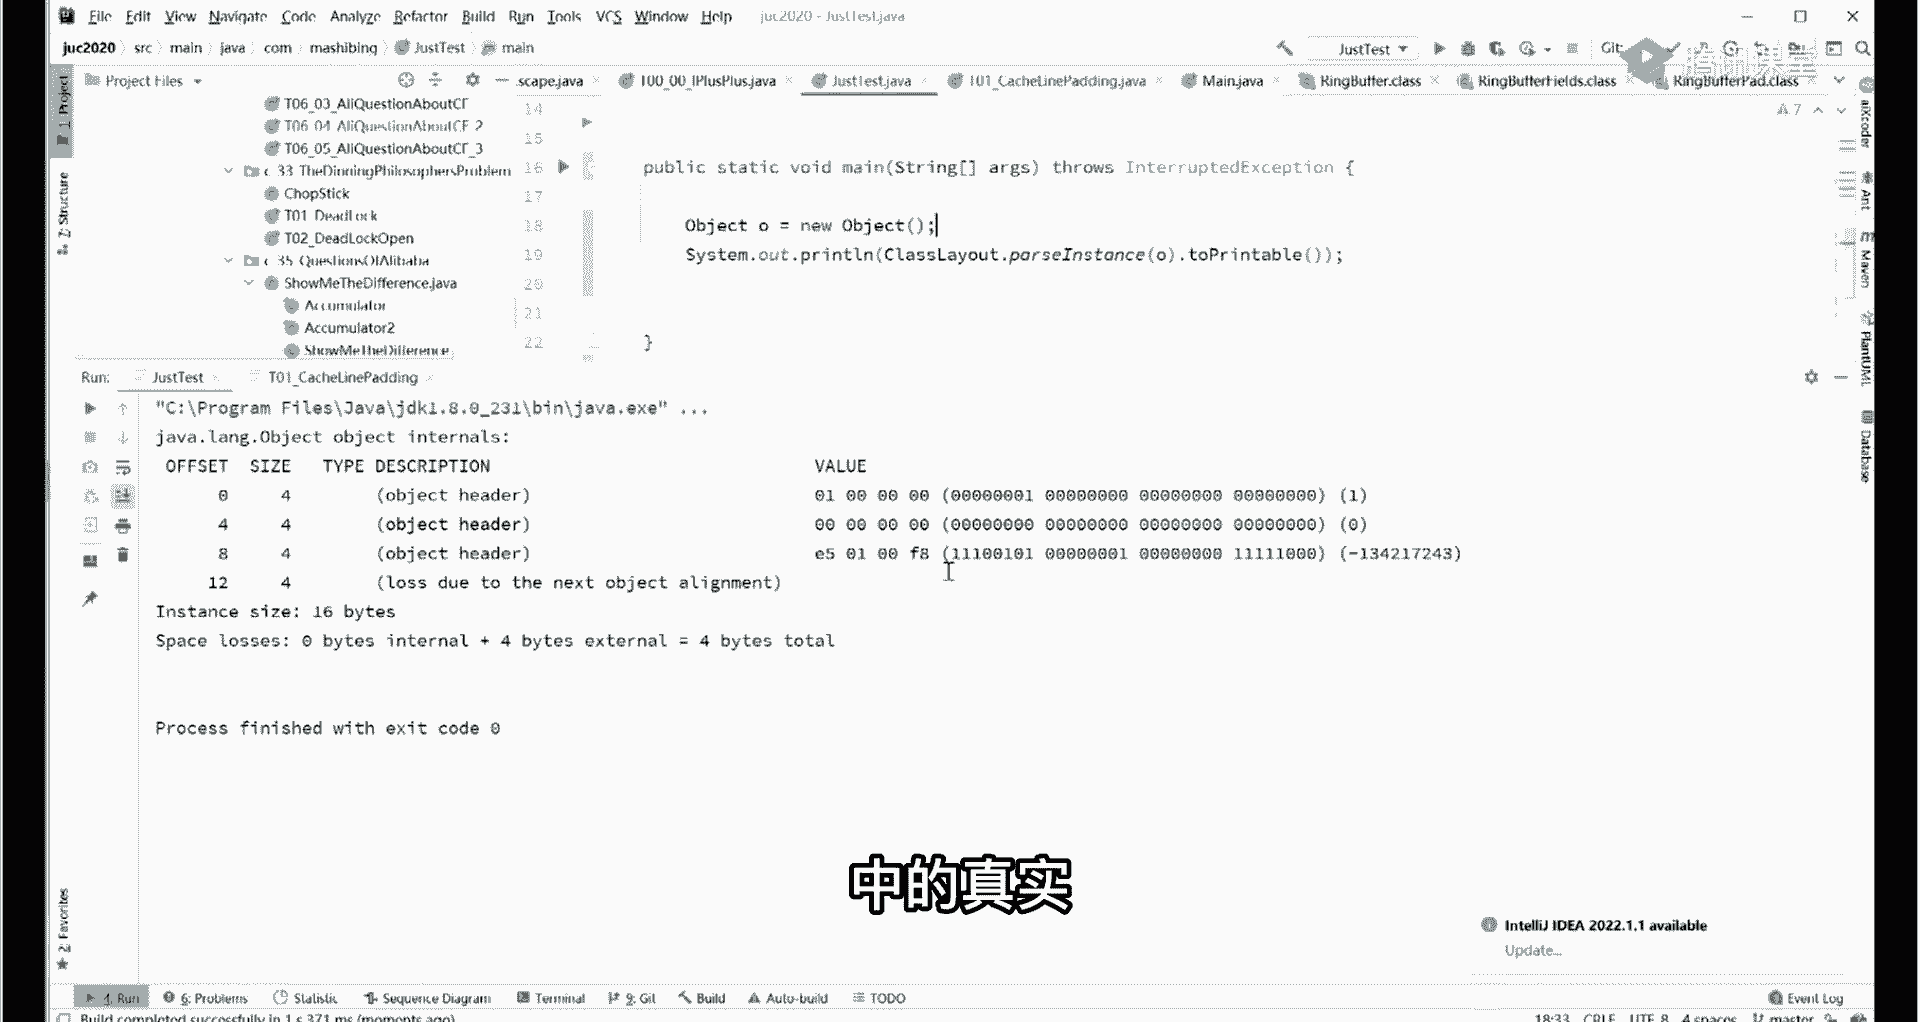 File Edit View Navigate Code Analyze Refactor Build Run Tools VCS Window Help juc2020 - JustTest.java
juc2020 src main java com mashibing JustTest main JustTest Git:
Project Files .scape.java T00_00_IPlusPlus.java JustTest.java T01_CacheLinePadding.java Main.java RingBuffer.class RingBufferFields.class RingBufferPad.class
1: Project
Z: Structure
2: Favorites
T06_03_AliQuestionAboutCF
T06_04_AliQuestionAboutCF_2
T06_05_AliQuestionAboutCF_3
c_33_TheDinningPhilosophersProblem
ChopStick
T01_DeadLock
T02_DeadLockOpen
c_35_QuestionsOfAlibaba
ShowMeTheDifference.java
Accumulator
Accumulator2
ShowMeTheDifference
14 7
15
16 public static void main(String[] args) throws InterruptedException {
17
18 Object o = new Object();
19 System.out.println(ClassLayout.parseInstance(o).toPrintable());
20
21
22 }
aiXcoder
Ant
Maven
PlantUML
Database
Run: JustTest T01_CacheLinePadding
"C:\Program Files\Java\jdk1.8.0_231\bin\java.exe" ...
java.lang.Object object internals:
OFFSET SIZE TYPE DESCRIPTION VALUE
0 4 (object header) 01 00 00 00 (00000001 00000000 00000000 00000000) (1)
4 4 (object header) 00 00 00 00 (00000000 00000000 00000000 00000000) (0)
8 4 (object header) e5 01 00 f8 (11100101 00000001 00000000 11111000) (-134217243)
12 4 (loss due to the next object alignment)
Instance size: 16 bytes
Space losses: 0 bytes internal + 4 bytes external = 4 bytes total
Process finished with exit code 0
中的真实
IntelliJ IDEA 2022.1.1 available
Update...
4: Run 6: Problems Statistic Sequence Diagram Terminal 9: Git Build Auto-build TODO Event Log
Build completed successfully in 1 s 371 ms (moments ago) 18:33 CRLF UTF-8 4 spaces master